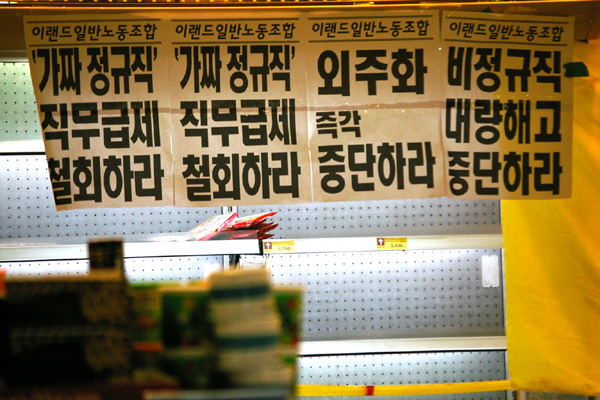 이랜드일반노동조합
'가짜 정규직'
직무급제
철회하라
이랜드일반노동조합
'가짜 정규직'
직무급제
철회하라
이랜드일반노동조합
외주화
즉각
중단하라
이랜드일반노동조합
비정규직
대량해고
중단하라